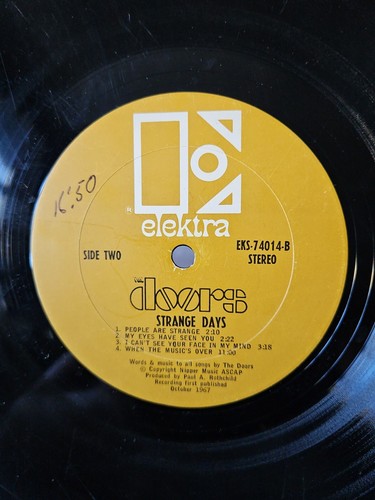 elektra
16.50
SIDE TWO
EKS-74014-B
STEREO
THE doors
STRANGE DAYS
1. PEOPLE ARE STRANGE 2:10
2. MY EYES HAVE SEEN YOU 2:22
3. I CAN'T SEE YOUR FACE IN MY MIND 3:18
4. WHEN THE MUSIC'S OVER 11:00
Words & music to all songs by The Doors
© Copyright Nipper Music ASCAP
Produced by Paul A. Rothchild
Recording first published
October 1967